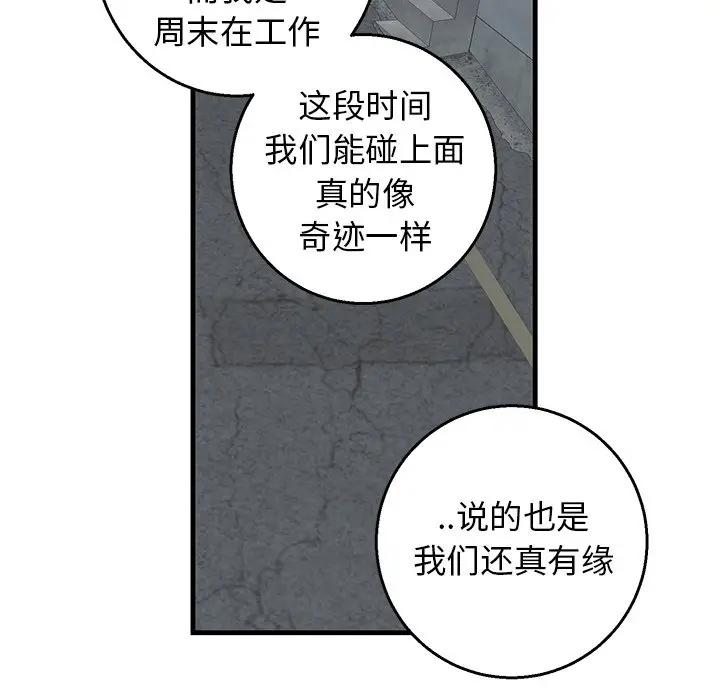 周末在工作
这段时间
我们能碰上面
真的像
奇迹一样
..说的也是
我们还真有缘